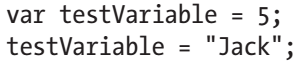 var testVariable = 5;
testVariable = "Jack";